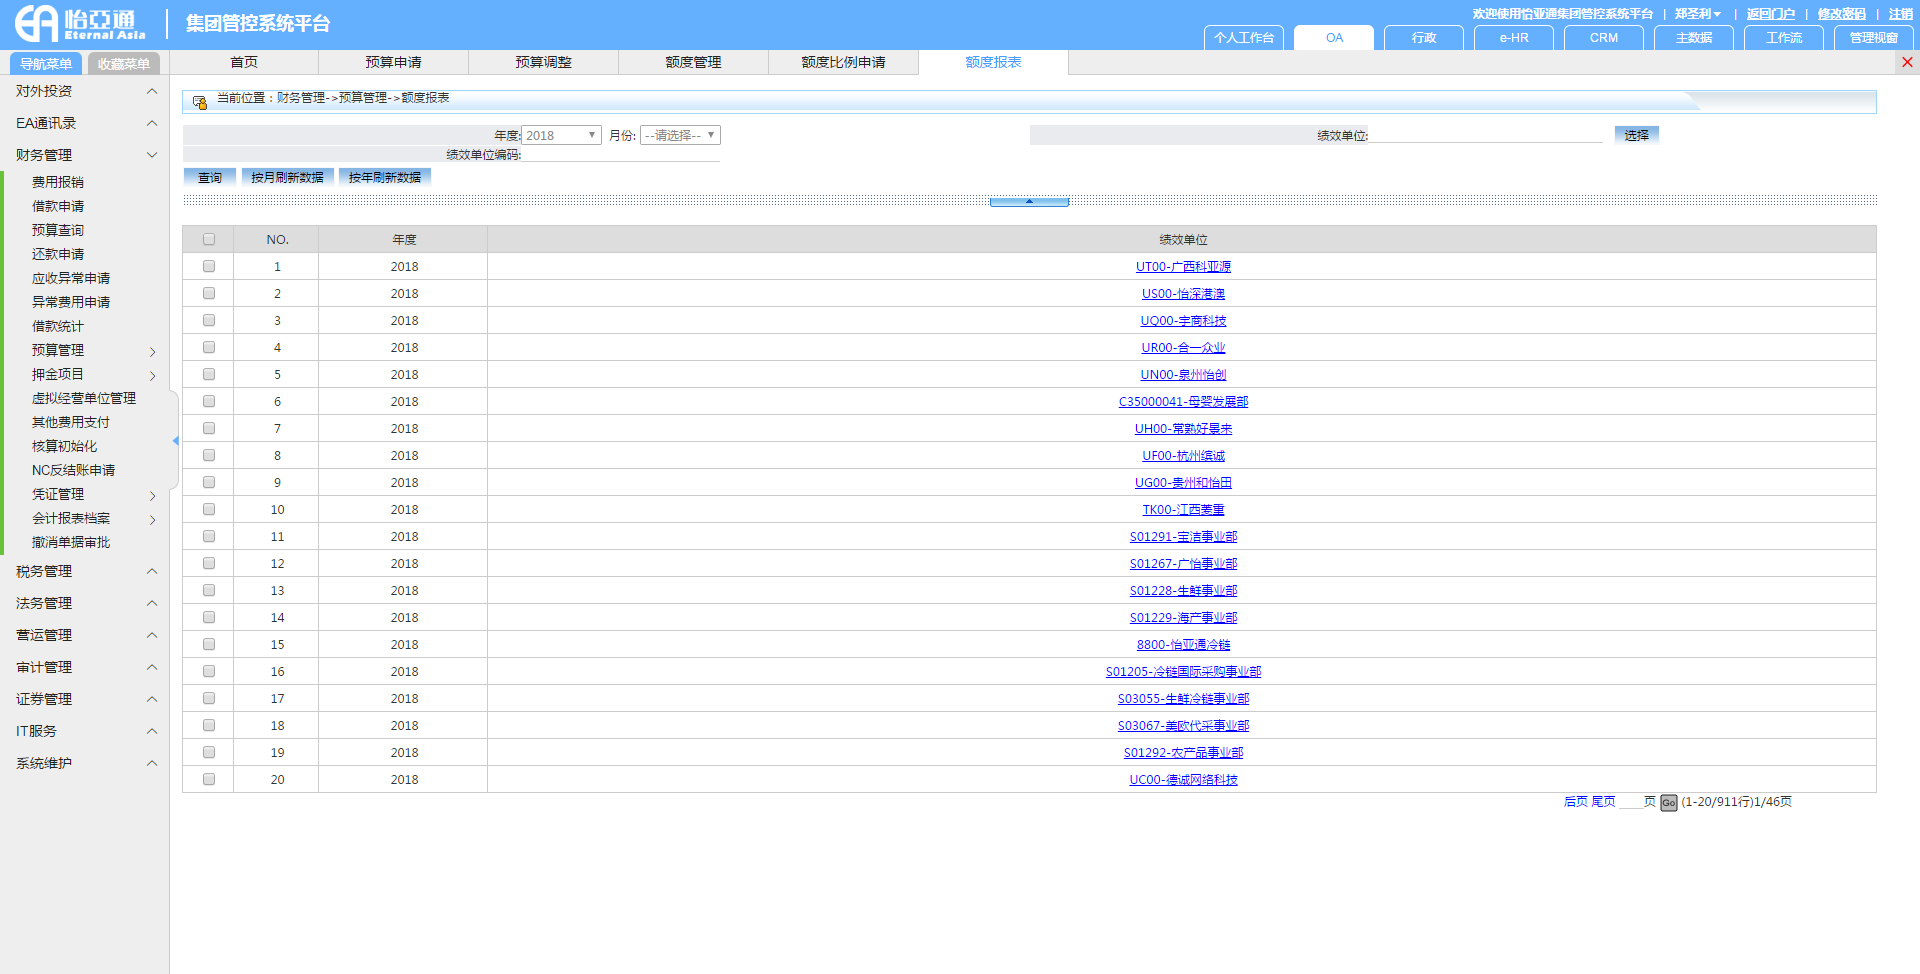 EA 怡亞通 Eternal Asia 集团管控系统平台
欢迎使用怡亚通集团管控系统平台 | 郑圣利 | 返回门户 | 修改密码 | 注销
个人工作台 OA 行政 e-HR CRM 主数据 工作流 管理视窗
导航菜单 收藏菜单 首页 预算申请 预算调整 额度管理 额度比例申请 额度报表
对外投资
EA通讯录
财务管理
费用报销
借款申请
预算查询
还款申请
应收异常申请
异常费用申请
借款统计
预算管理
押金项目
虚拟经营单位管理
其他费用支付
核算初始化
NC反结账申请
凭证管理
会计报表档案
撤消单据审批
税务管理
法务管理
营运管理
审计管理
证券管理
IT服务
系统维护
当前位置：财务管理->预算管理->额度报表
年度: 2018 月份: --请选择-- 绩效单位: 选择
绩效单位编码:
查询 按月刷新数据 按年刷新数据
NO. 年度 绩效单位
1 2018 UT00-广西科亚源
2 2018 US00-怡深港澳
3 2018 UQ00-宇商科技
4 2018 UR00-合一众业
5 2018 UN00-泉州怡创
6 2018 C35000041-母婴发展部
7 2018 UH00-常熟好景来
8 2018 UF00-杭州缤诚
9 2018 UG00-贵州和怡田
10 2018 TK00-江西菱重
11 2018 S01291-宝洁事业部
12 2018 S01267-广怡事业部
13 2018 S01228-生鲜事业部
14 2018 S01229-海产事业部
15 2018 8800-怡亚通冷链
16 2018 S01205-冷链国际采购事业部
17 2018 S03055-生鲜冷链事业部
18 2018 S03067-美欧代采事业部
19 2018 S01292-农产品事业部
20 2018 UC00-德诚网络科技
后页 尾页 页 Go (1-20/911行)1/46页